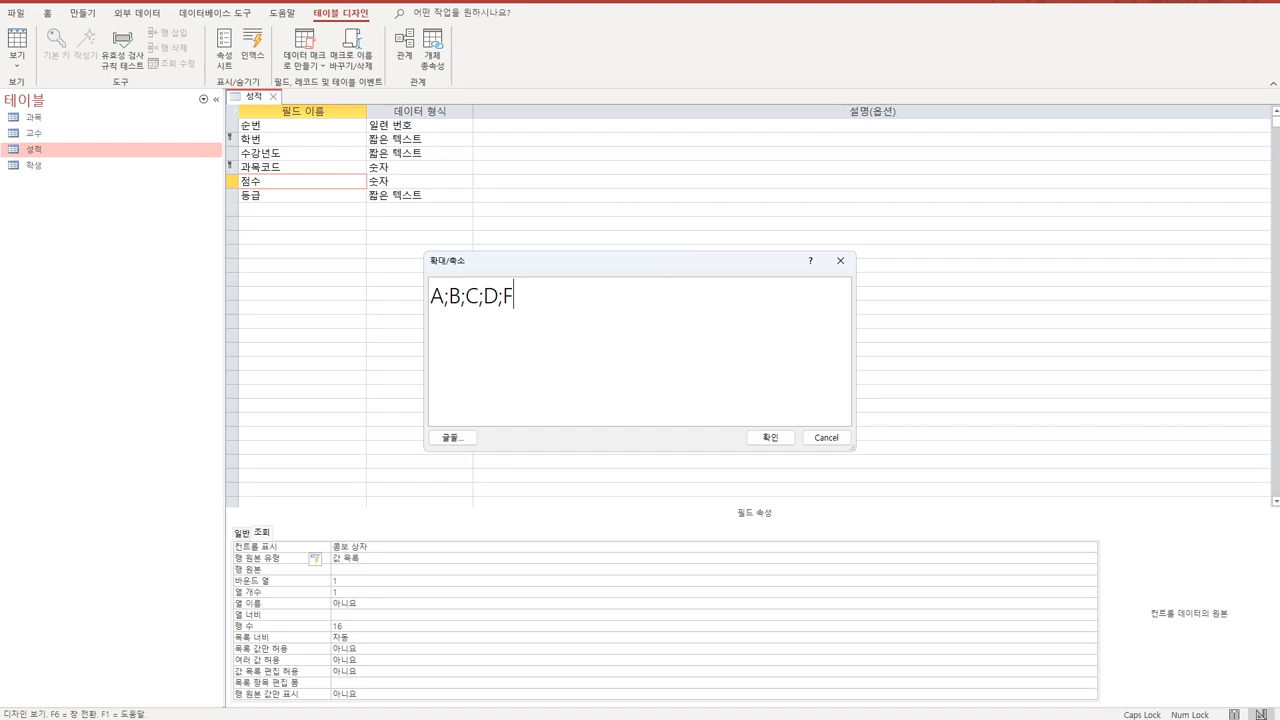 파일 홈 만들기 외부 데이터 데이터베이스 도구 도움말 테이블 디자인 어떤 작업을 원하시나요?
보기
기본 키 작성기 유효성 검사 규칙 테스트
행 삽입
행 삭제
조회 수정
속성 시트 인덱스
데이터 매크로 만들기 매크로 이름 바꾸기/삭제
관계 개체 종속성
보기 도구 표시/숨기기 필드, 레코드 및 테이블 이벤트 관계
테이블
과목
교수
성적
학생
성적
필드 이름 데이터 형식 설명(옵션)
순번 일련 번호
학번 짧은 텍스트
수강년도 짧은 텍스트
과목코드 숫자
점수 숫자
등급 짧은 텍스트
확대/축소 ?
A;B;C;D;F
글꼴... 확인 Cancel
필드 속성
일반 조회
컨트롤 표시 콤보 상자
행 원본 유형 값 목록
행 원본
바운드 열 1
열 개수 1
열 이름 아니요
열 너비
행 수 16
목록 너비 자동
목록 값만 허용 아니요
여러 값 허용 아니요
값 목록 편집 허용 아니요
목록 항목 편집 폼
행 원본 값만 표시 아니요
컨트롤 데이터의 원본
디자인 보기. F6 = 창 전환. F1 = 도움말. Caps Lock Num Lock